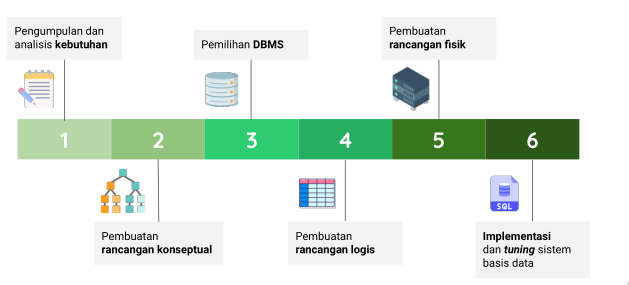 Pengumpulan dan
analisis kebutuhan
Pemilihan DBMS
Pembuatan
rancangan fisik
1
2
3
4
5
6
SQL
Pembuatan
rancangan konseptual
Pembuatan
rancangan logis
Implementasi
dan tuning sistem
basis data